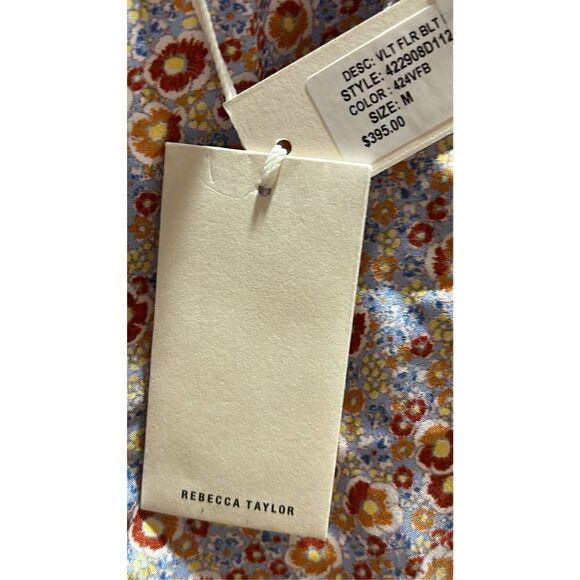 DESC: VLT FLR BLT
STYLE: 422908D112
COLOR : 424VFB
SIZE: M
$395.00
REBECCA TAYLOR